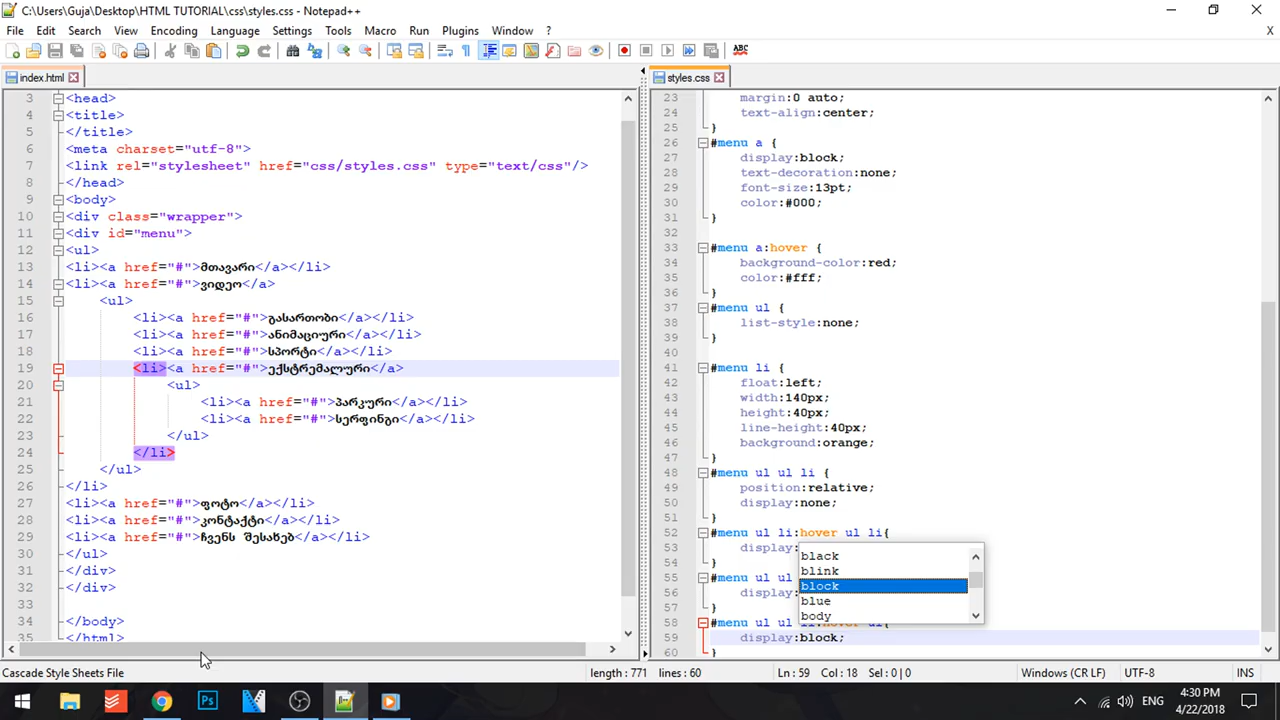 C:\Users\Guja\Desktop\HTML TUTORIAL\css\styles.css - Notepad++
File Edit Search View Encoding Language Settings Tools Macro Run Plugins Window ?
X
ABC
index.html
3 <head>
4 <title>
5 </title>
6 <meta charset="utf-8">
7 <link rel="stylesheet" href="css/styles.css" type="text/css"/>
8 </head>
9 <body>
10 <div class="wrapper">
11 <div id="menu">
12 <ul>
13 <li><a href="#">მთავარი</a></li>
14 <li><a href="#">ვიდეო</a>
15 <ul>
16 <li><a href="#">გასართობი</a></li>
17 <li><a href="#">ანიმაციური</a></li>
18 <li><a href="#">სპორტი</a></li>
19 <li><a href="#">ექსტრემალური</a>
20 <ul>
21 <li><a href="#">პარკური</a></li>
22 <li><a href="#">სერფინგი</a></li>
23 </ul>
24 </li>
25 </ul>
26 </li>
27 <li><a href="#">ფოტო</a></li>
28 <li><a href="#">კონტაქტი</a></li>
29 <li><a href="#">ჩვენს შესახებ</a></li>
30 </ul>
31 </div>
32 </div>
33
34 </body>
35 </html>
styles.css
23 margin:0 auto;
24 text-align:center;
25 }
26 #menu a {
27 display:block;
28 text-decoration:none;
29 font-size:13pt;
30 color:#000;
31 }
32
33 #menu a:hover {
34 background-color:red;
35 color:#fff;
36 }
37 #menu ul {
38 list-style:none;
39 }
40
41 #menu li {
42 float:left;
43 width:140px;
44 height:40px;
45 line-height:40px;
46 background:orange;
47 }
48 #menu ul ul li {
49 position:relative;
50 display:none;
51 }
52 #menu ul li:hover ul li{
53 display:
54 }
55 #menu ul ul
56 display:
57 }
58 #menu ul ul li:hover ul{
59 display:block;
60 }
black
blink
block
blue
body
Cascade Style Sheets File length : 771 lines : 60 Ln : 59 Col : 18 Sel : 0 | 0 Windows (CR LF) UTF-8 INS
Ps
ENG
4:30 PM
4/22/2018